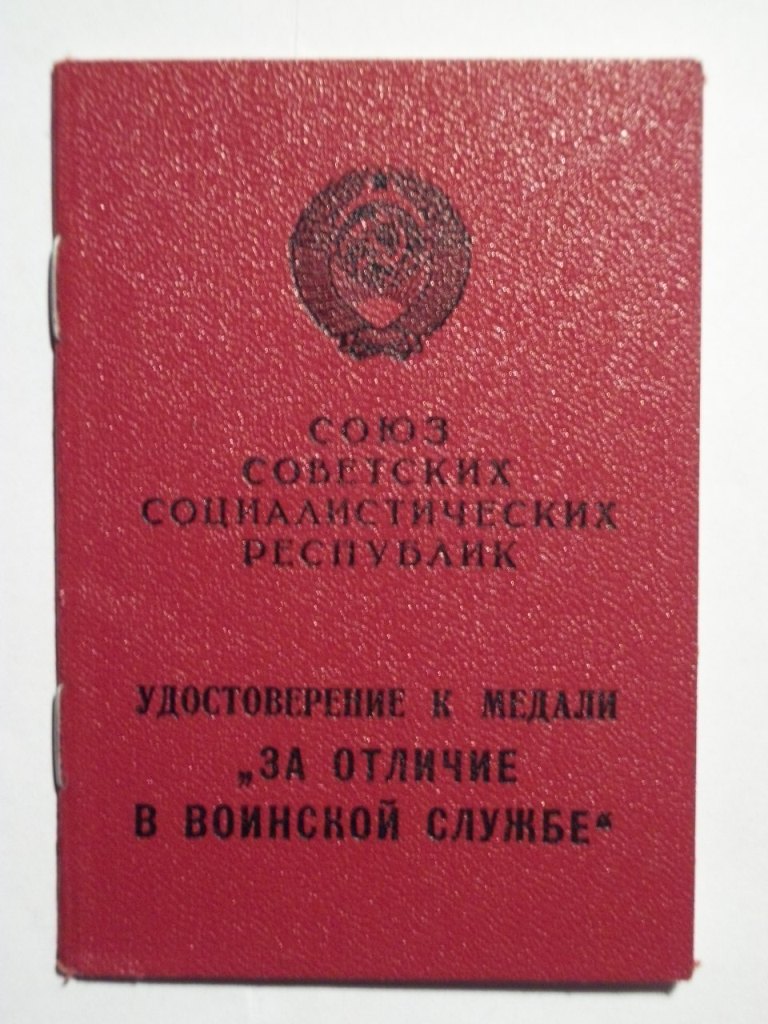 СОЮЗ
СОВЕТСКИХ
СОЦИАЛИСТИЧЕСКИХ
РЕСПУБЛИК
УДОСТОВЕРЕНИЕ К МЕДАЛИ
„ЗА ОТЛИЧИЕ
В ВОИНСКОЙ СЛУЖБЕ“